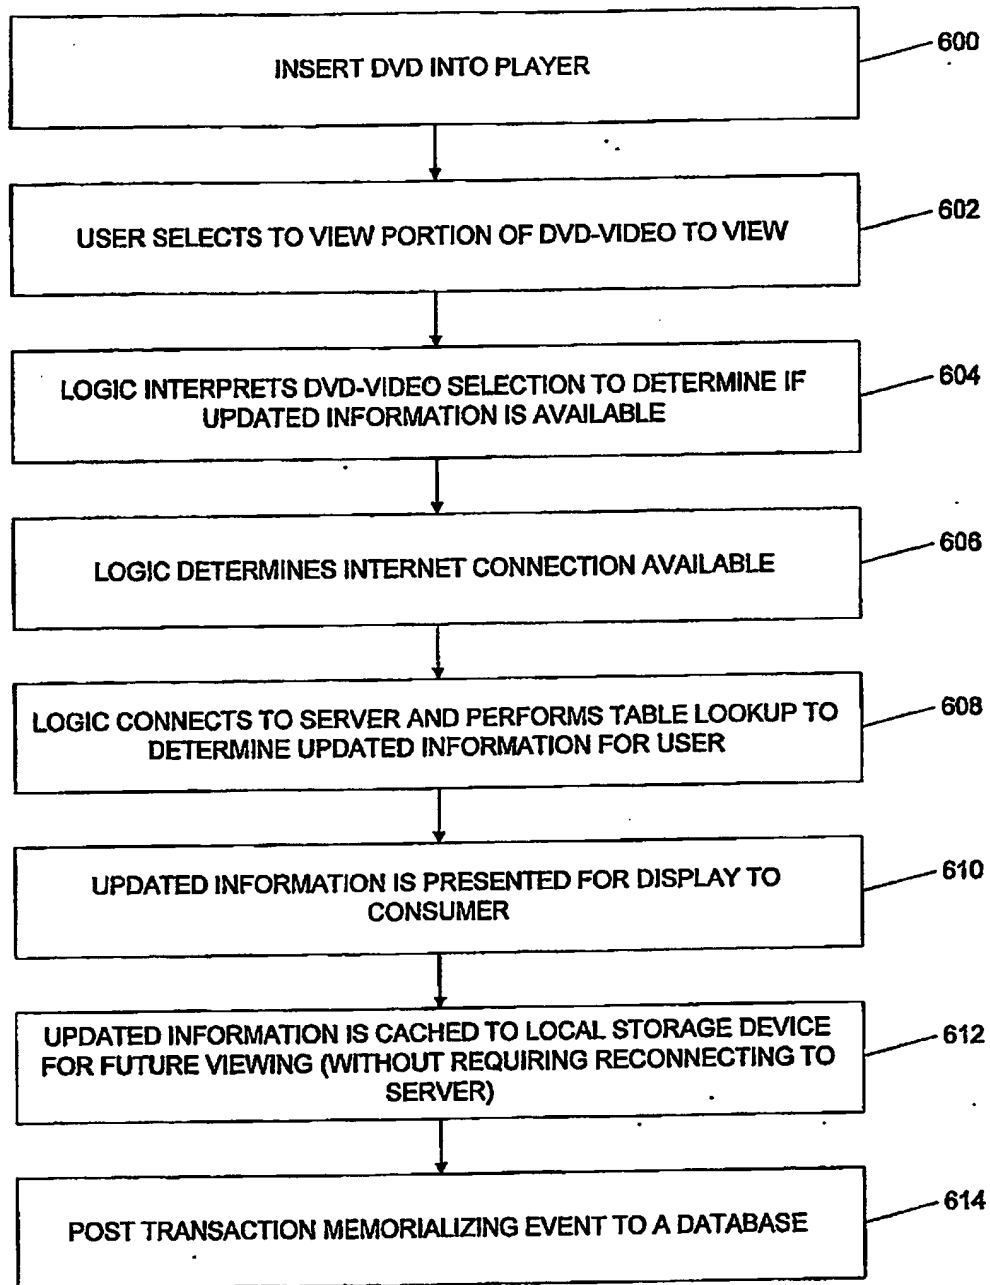 INSERT DVD INTO PLAYER
600
USER SELECTS TO VIEW PORTION OF DVD-VIDEO TO VIEW
602
LOGIC INTERPRETS DVD-VIDEO SELECTION TO DETERMINE IF
UPDATED INFORMATION IS AVAILABLE
604
LOGIC DETERMINES INTERNET CONNECTION AVAILABLE
606
LOGIC CONNECTS TO SERVER AND PERFORMS TABLE LOOKUP TO
DETERMINE UPDATED INFORMATION FOR USER
608
UPDATED INFORMATION IS PRESENTED FOR DISPLAY TO
CONSUMER
610
UPDATED INFORMATION IS CACHED TO LOCAL STORAGE DEVICE
FOR FUTURE VIEWING (WITHOUT REQUIRING RECONNECTING TO
SERVER)
612
POST TRANSACTION MEMORIALIZING EVENT TO A DATABASE
614